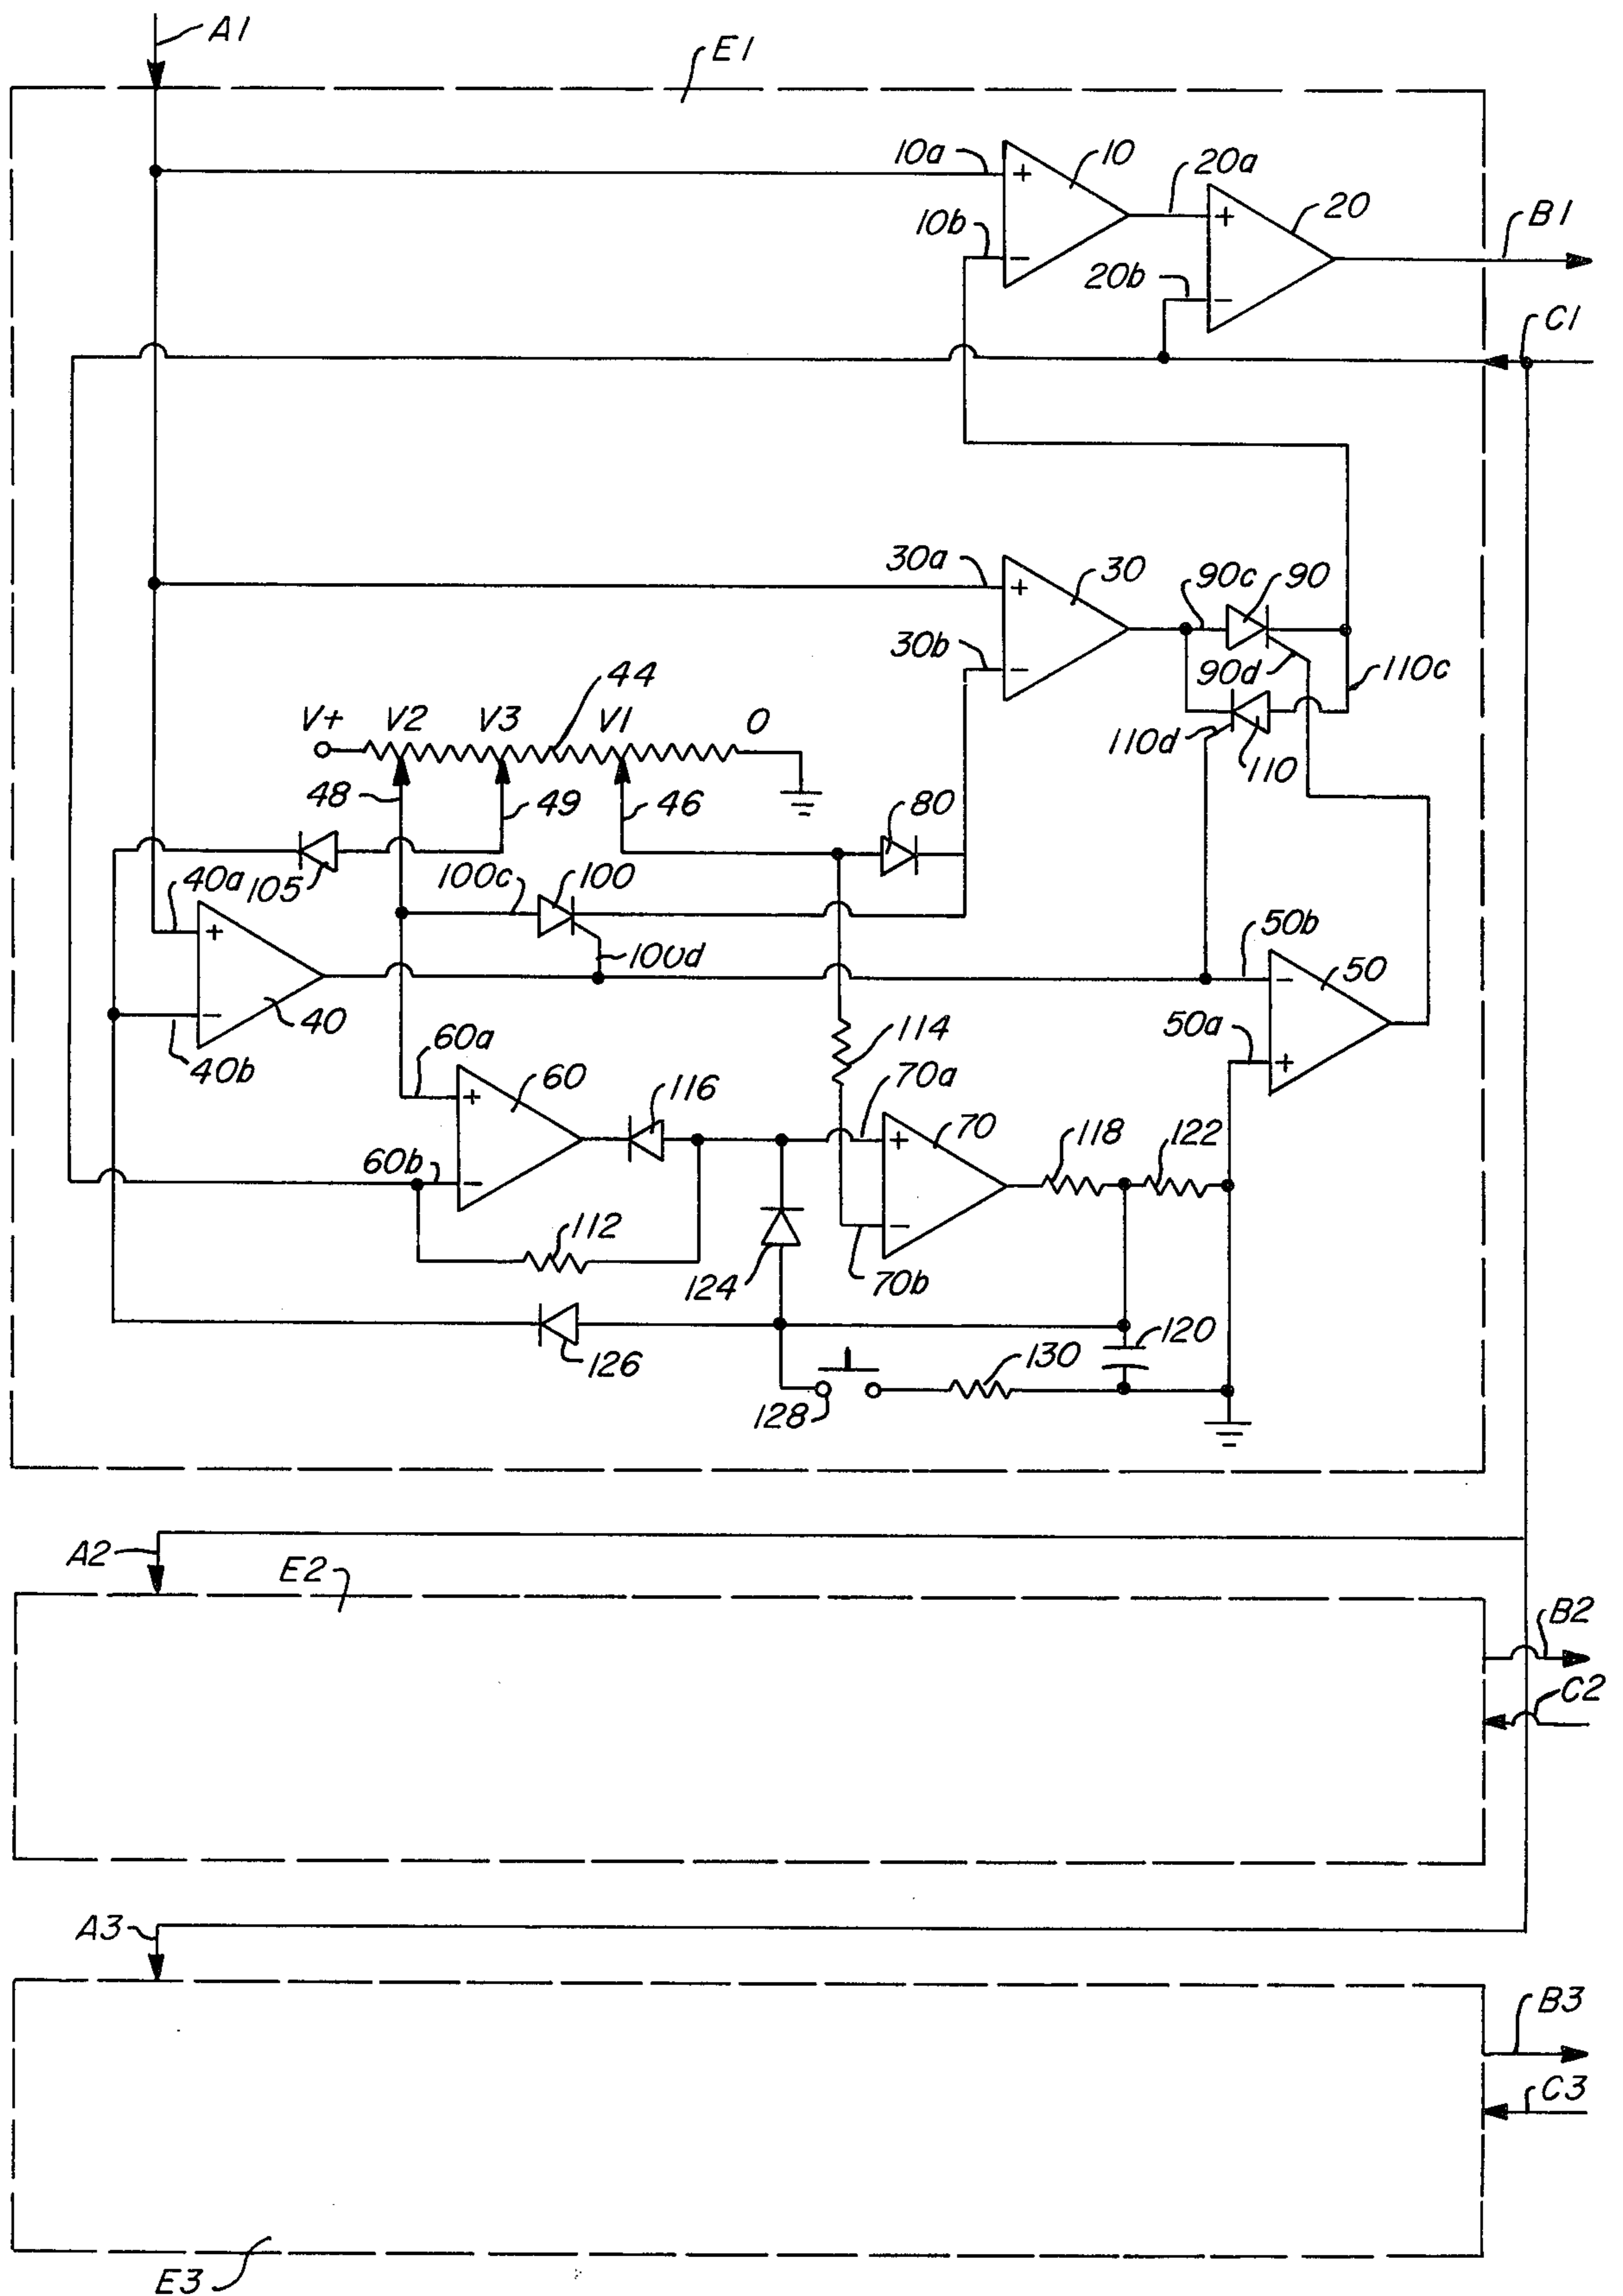 A1
E1
10a
10
20a
20
B1
10b
20b
C1
+
−
+
−
30a
30
90c
90
30b
90d
110c
+
−
44
V+
V2
V3
V1
0
110d
110
48
49
46
80
40a
105
100c
100
100d
50b
50
+
−
40
40b
−
+
50a
60a
60
116
114
70a
70
118
122
+
−
60b
+
−
112
124
70b
126
128
130
120
A2
E2
B2
C2
A3
B3
C3
E3